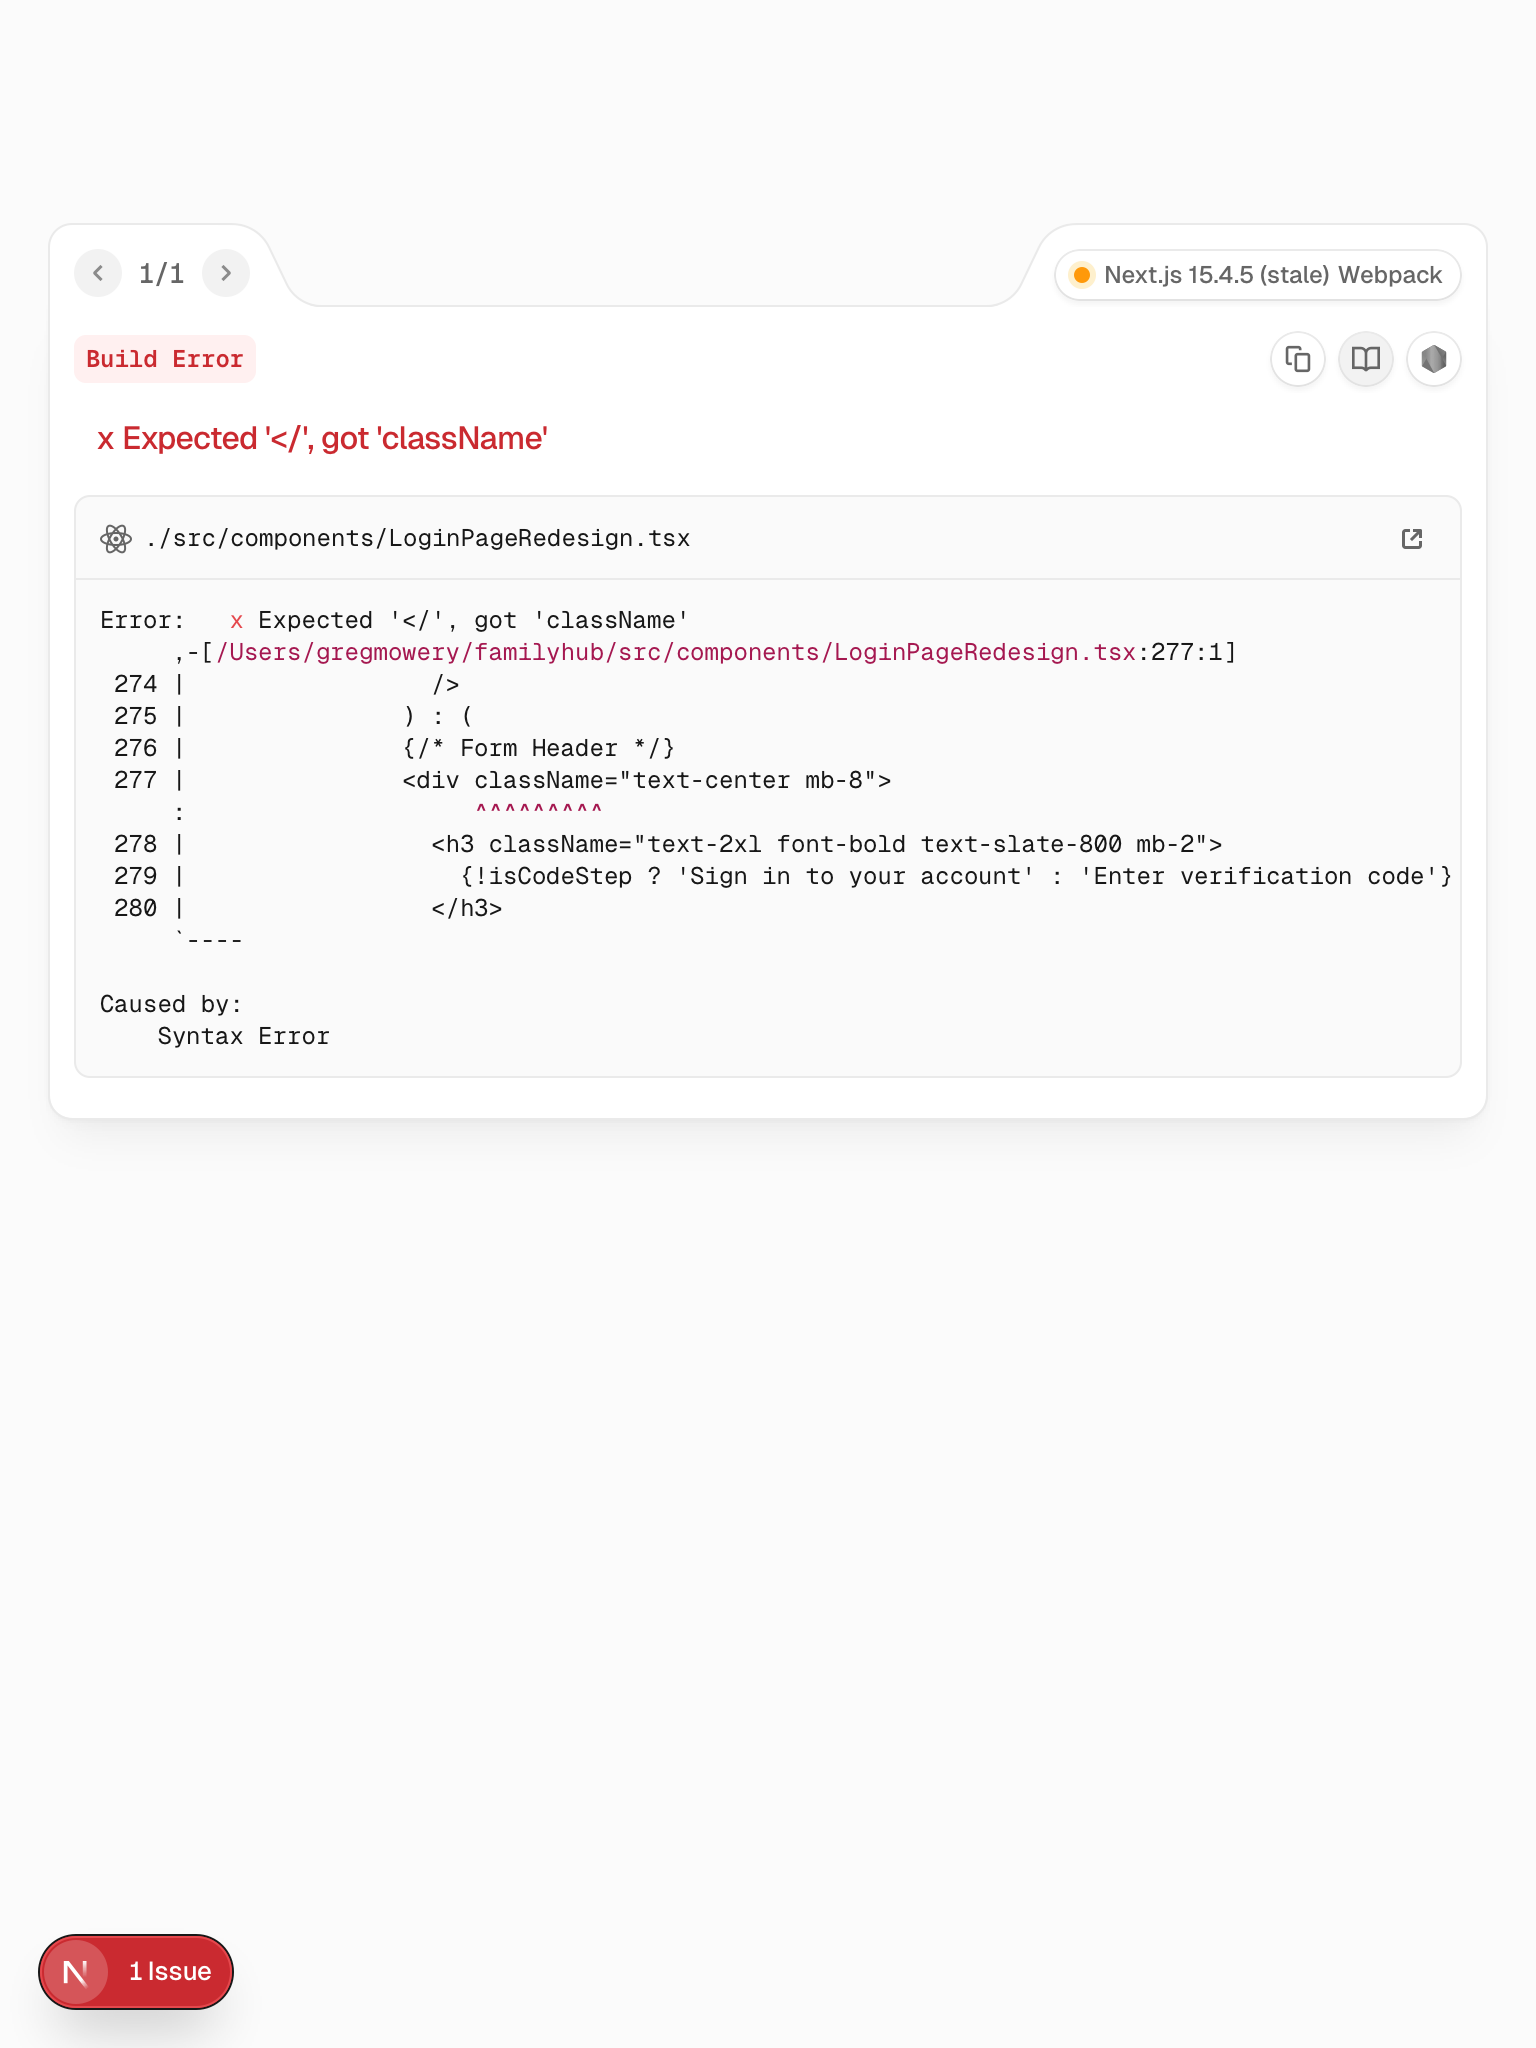 1/1
Next.js 15.4.5 (stale) Webpack
Build Error
x Expected '</', got 'className'
./src/components/LoginPageRedesign.tsx
Error:   x Expected '</', got 'className'
     ,-[/Users/gregmowery/familyhub/src/components/LoginPageRedesign.tsx:277:1]
 274 |                 />
 275 |               ) : (
 276 |               {/* Form Header */}
 277 |               <div className="text-center mb-8">
     :                    ^^^^^^^^^
 278 |                 <h3 className="text-2xl font-bold text-slate-800 mb-2">
 279 |                   {!isCodeStep ? 'Sign in to your account' : 'Enter verification code'}
 280 |                 </h3>
     `----
Caused by:
    Syntax Error
N
1 Issue